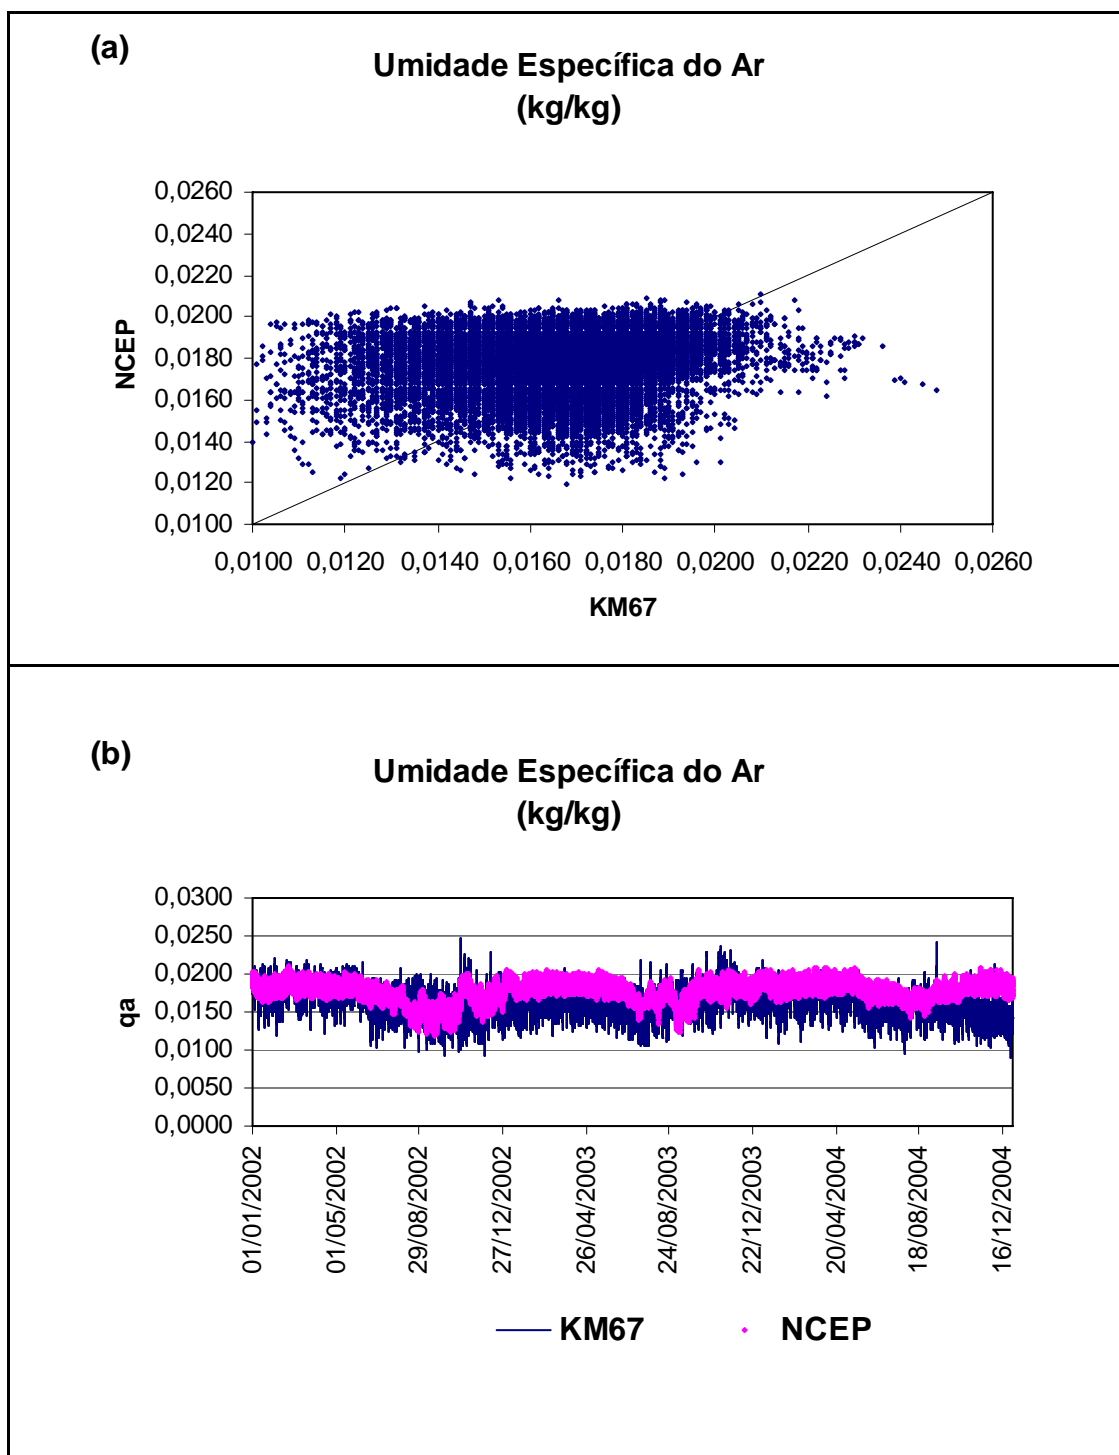 (a)
Umidade Específica do Ar
(kg/kg)
0,0260
0,0240
0,0220
0,0200
0,0180
0,0160
0,0140
0,0120
0,0100
NCEP
0,0100 0,0120 0,0140 0,0160 0,0180 0,0200 0,0220 0,0240 0,0260
KM67
(b)
Umidade Específica do Ar
(kg/kg)
0,0300
0,0250
0,0200
0,0150
0,0100
0,0050
0,0000
qa
01/01/2002
01/05/2002
29/08/2002
27/12/2002
26/04/2003
24/08/2003
22/12/2003
20/04/2004
18/08/2004
16/12/2004
KM67 NCEP